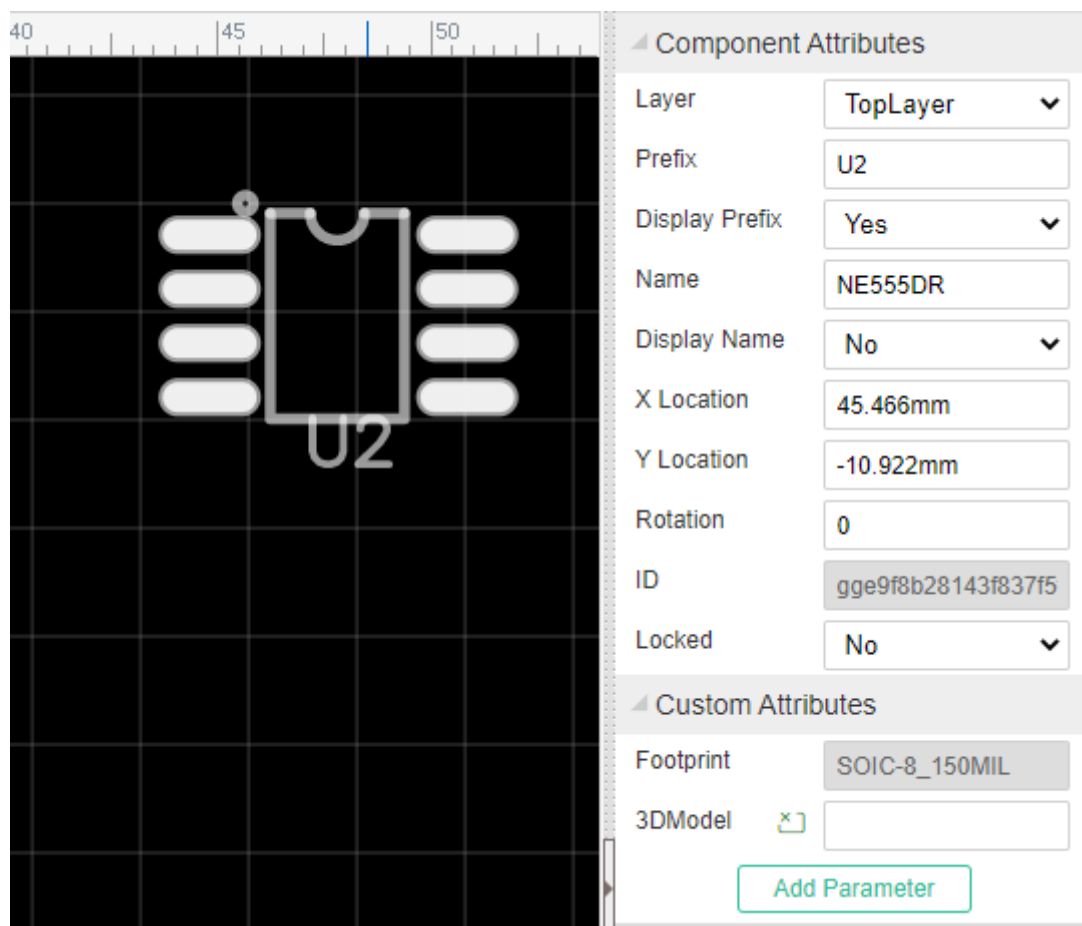 40 45 50
U2
Component Attributes
Layer TopLayer
Prefix U2
Display Prefix Yes
Name NE555DR
Display Name No
X Location 45.466mm
Y Location -10.922mm
Rotation 0
ID gge9f8b28143f837f5
Locked No
Custom Attributes
Footprint SOIC-8_150MIL
3DModel
Add Parameter